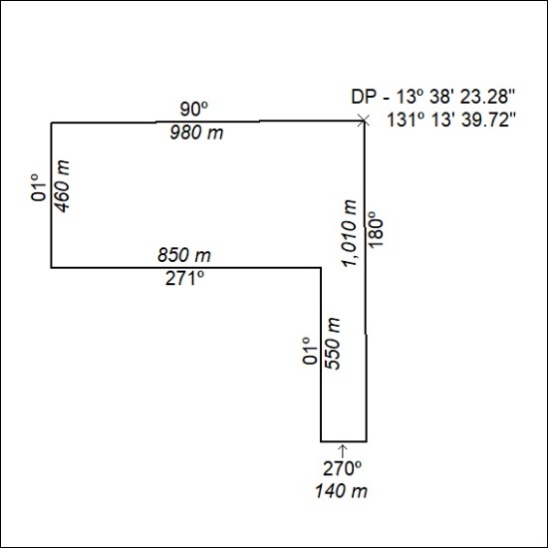 DP - 13º 38' 23.28"
131º 13' 39.72"
90º
980 m
01º
460 m
1,010 m
180º
850 m
271º
01º
550 m
270º
140 m